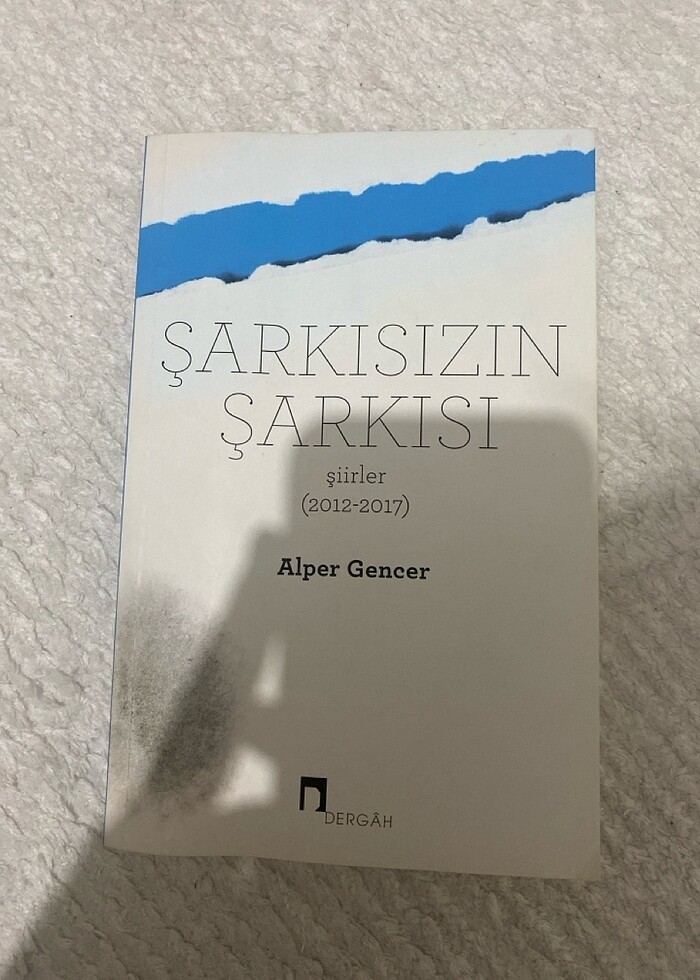 ŞARKISIZIN
ŞARKISI
şiirler
(2012-2017)
Alper Gencer
DERGÂH